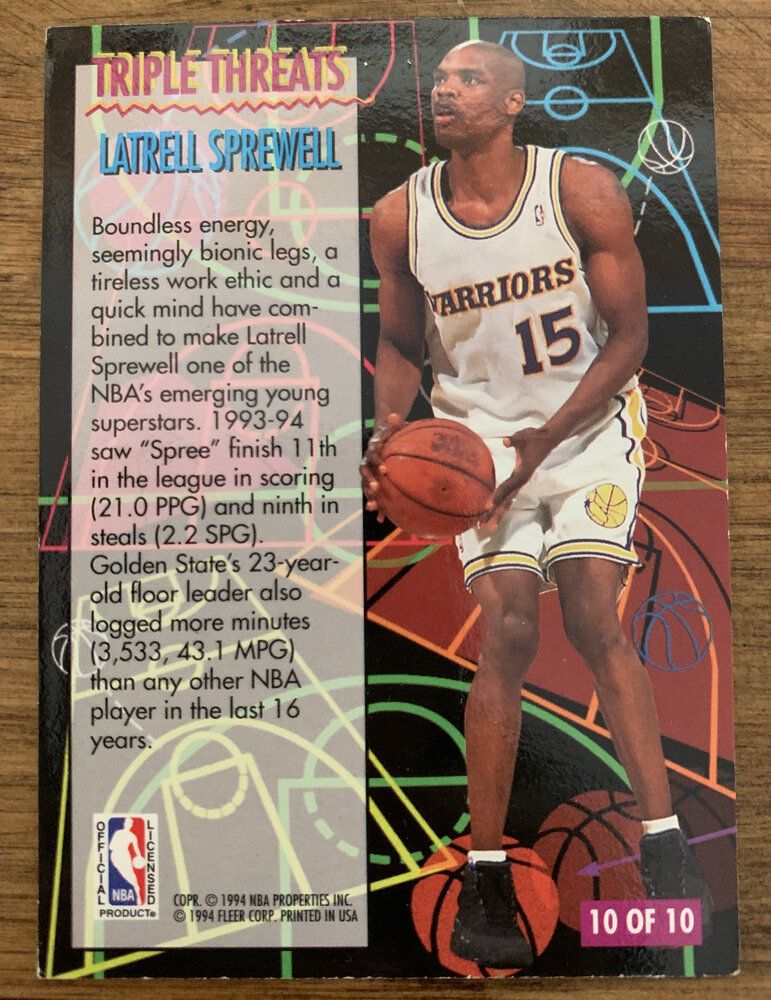 TRIPLE THREATS
LATRELL SPREWELL
Boundless energy,
seemingly bionic legs, a
tireless work ethic and a
quick mind have com-
bined to make Latrell
Sprewell one of the
NBA's emerging young
superstars. 1993-94
saw "Spree" finish 11th
in the league in scoring
(21.0 PPG) and ninth in
steals (2.2 SPG).
Golden State's 23-year-
old floor leader also
logged more minutes
(3,533, 43.1 MPG)
than any other NBA
player in the last 16
years.
OFFICIAL
LICENSED
NBA
PRODUCT®
COPR. © 1994 NBA PROPERTIES INC.
© 1994 FLEER CORP. PRINTED IN USA
WARRIORS
15
10 OF 10